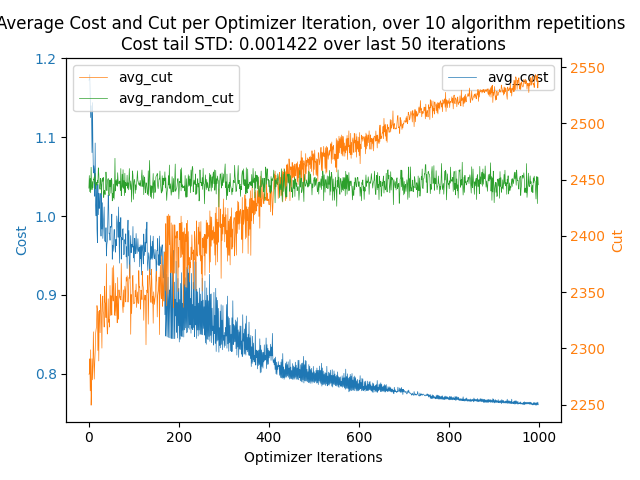 Average Cost and Cut per Optimizer Iteration, over 10 algorithm repetitions
Cost tail STD: 0.001422 over last 50 iterations
avg_cut
avg_random_cut
avg_cost
1.2
1.1
1.0
0.9
0.8
Cost
2550
2500
2450
2400
2350
2300
2250
Cut
0 200 400 600 800 1000
Optimizer Iterations